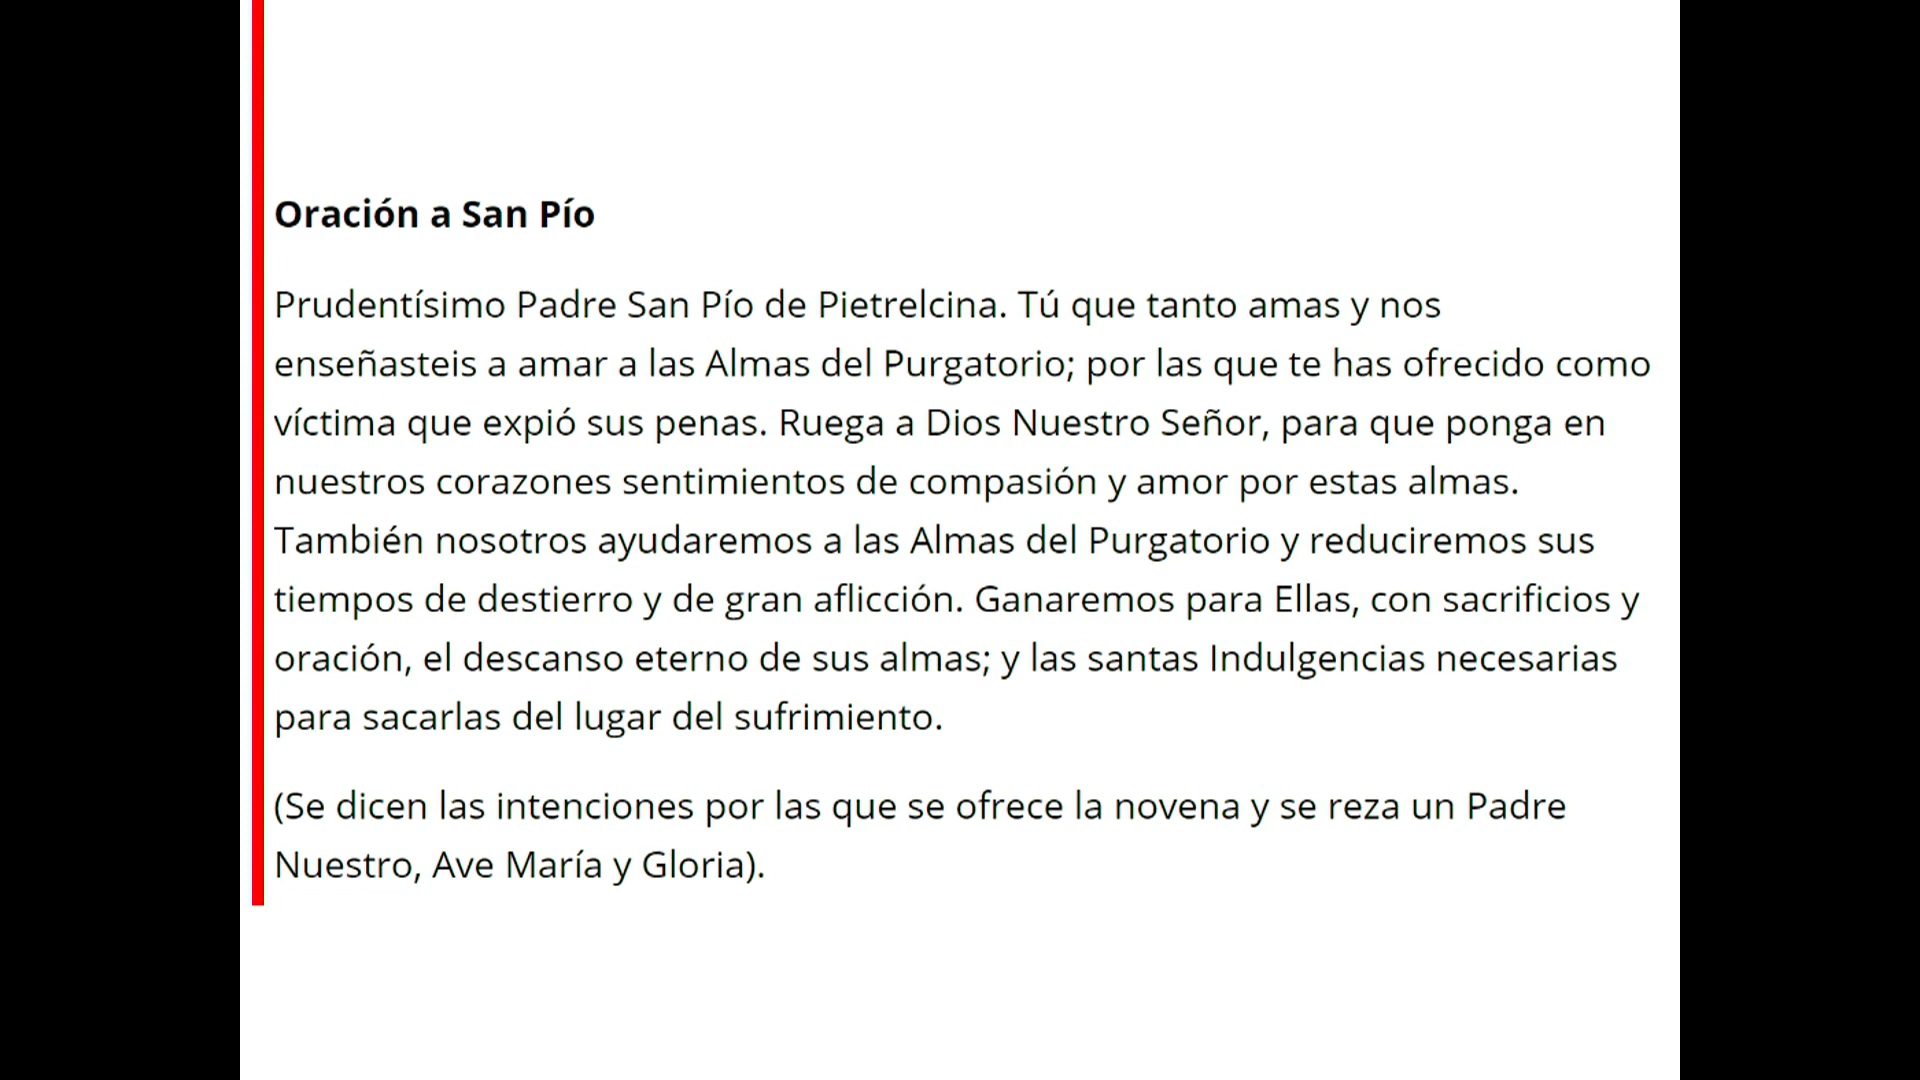 Oración a San Pío
Prudentísimo Padre San Pío de Pietrelcina. Tú que tanto amas y nos
enseñasteis a amar a las Almas del Purgatorio; por las que te has ofrecido como
víctima que expió sus penas. Ruega a Dios Nuestro Señor, para que ponga en
nuestros corazones sentimientos de compasión y amor por estas almas.
También nosotros ayudaremos a las Almas del Purgatorio y reduciremos sus
tiempos de destierro y de gran aflicción. Ganaremos para Ellas, con sacrificios y
oración, el descanso eterno de sus almas; y las santas Indulgencias necesarias
para sacarlas del lugar del sufrimiento.
(Se dicen las intenciones por las que se ofrece la novena y se reza un Padre
Nuestro, Ave María y Gloria).